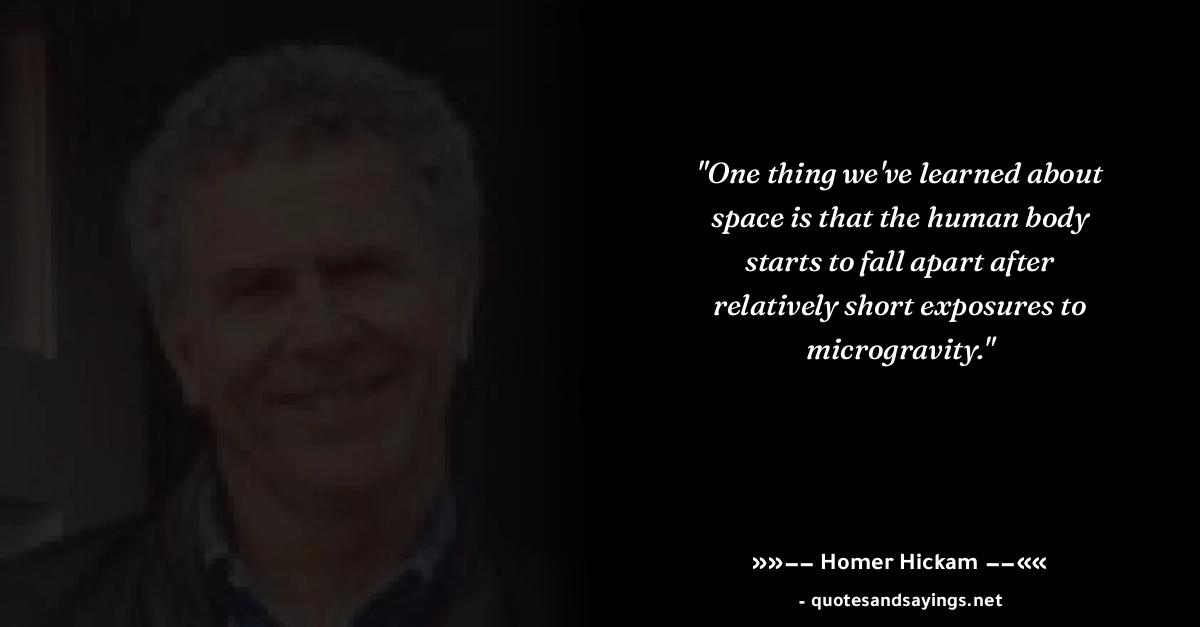 "One thing we've learned about
space is that the human body
starts to fall apart after
relatively short exposures to
microgravity."
»»−− Homer Hickam −−««
- quotesandsayings.net